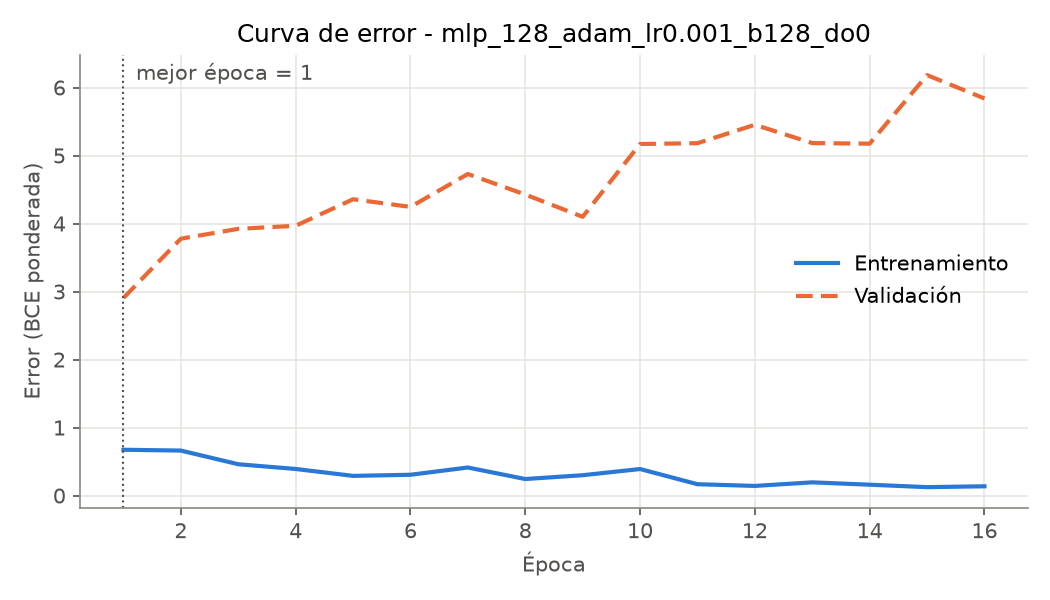 Curva de error - mlp_128_adam_lr0.001_b128_do0
mejor época = 1
Error (BCE ponderada)
6
5
4
3
2
1
0
Entrenamiento
Validación
2 4 6 8 10 12 14 16
Época